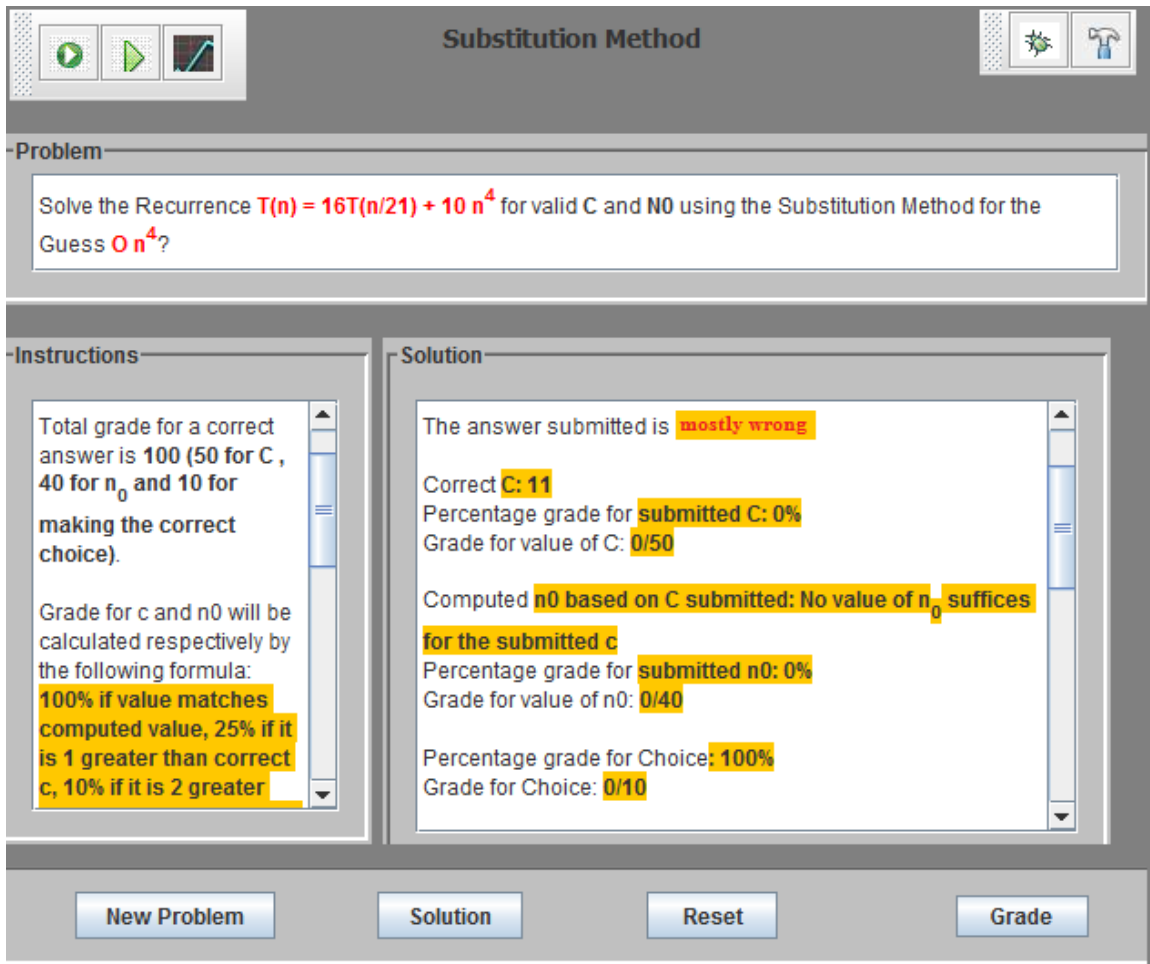 Substitution Method
Problem
Solve the Recurrence T(n) = 16T(n/21) + 10 n⁴ for valid C and N0 using the Substitution Method for the
Guess O n⁴?
Instructions
Total grade for a correct
answer is 100 (50 for C ,
40 for n₀ and 10 for
making the correct
choice).
Grade for c and n0 will be
calculated respectively by
the following formula:
100% if value matches
computed value, 25% if it
is 1 greater than correct
c, 10% if it is 2 greater
Solution
The answer submitted is mostly wrong
Correct C: 11
Percentage grade for submitted C: 0%
Grade for value of C: 0/50
Computed n0 based on C submitted: No value of n₀ suffices
for the submitted c
Percentage grade for submitted n0: 0%
Grade for value of n0: 0/40
Percentage grade for Choice: 100%
Grade for Choice: 0/10
New Problem
Solution
Reset
Grade